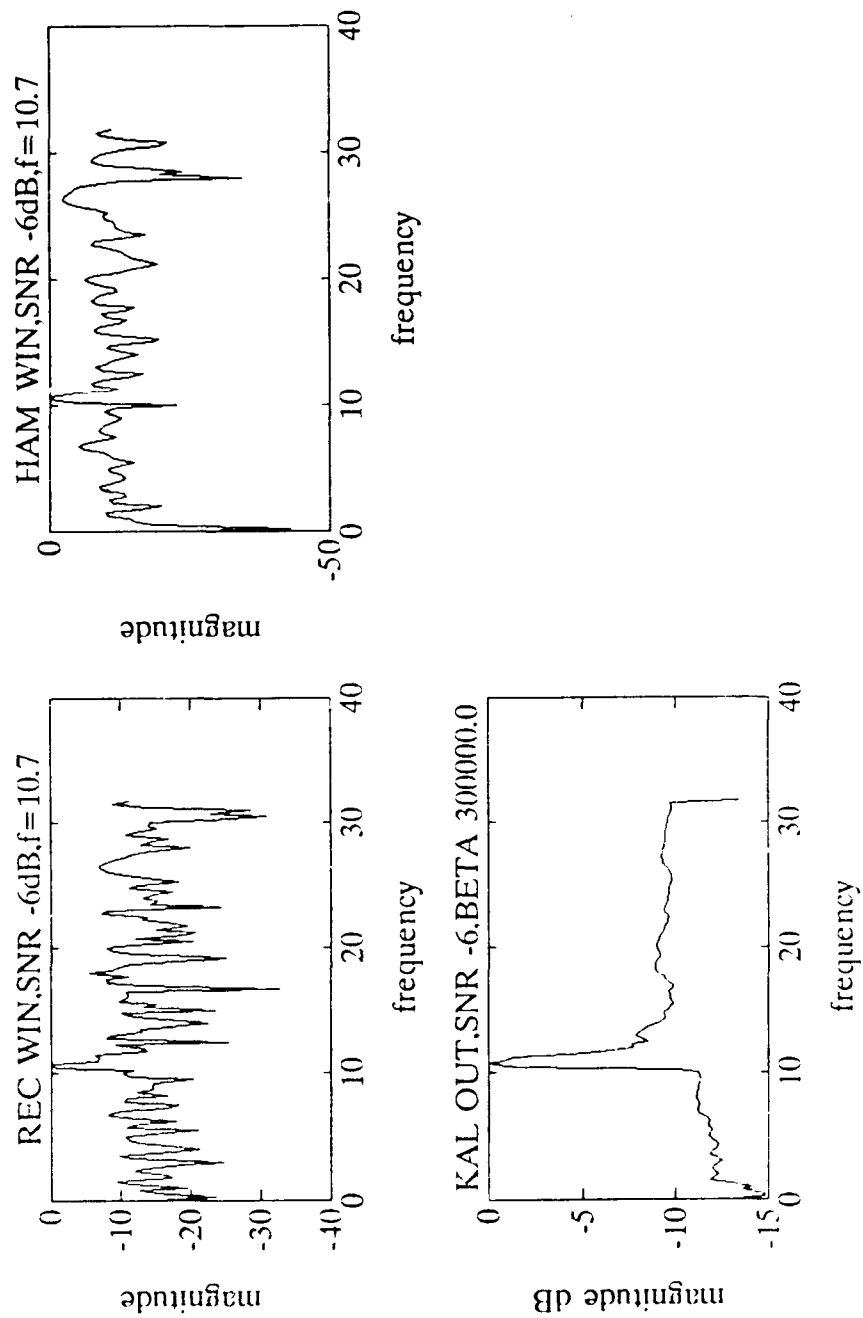 REC WIN,SNR -6dB,f=10.7
0
-10
-20
-30
-40
magnitude
0 10 20 30 40
frequency
HAM WIN,SNR -6dB,f=10.7
0
-50
magnitude
0 10 20 30 40
frequency
KAL OUT,SNR -6,BETA 300000.0
0
-5
-10
-15
magnitude dB
0 10 20 30 40
frequency